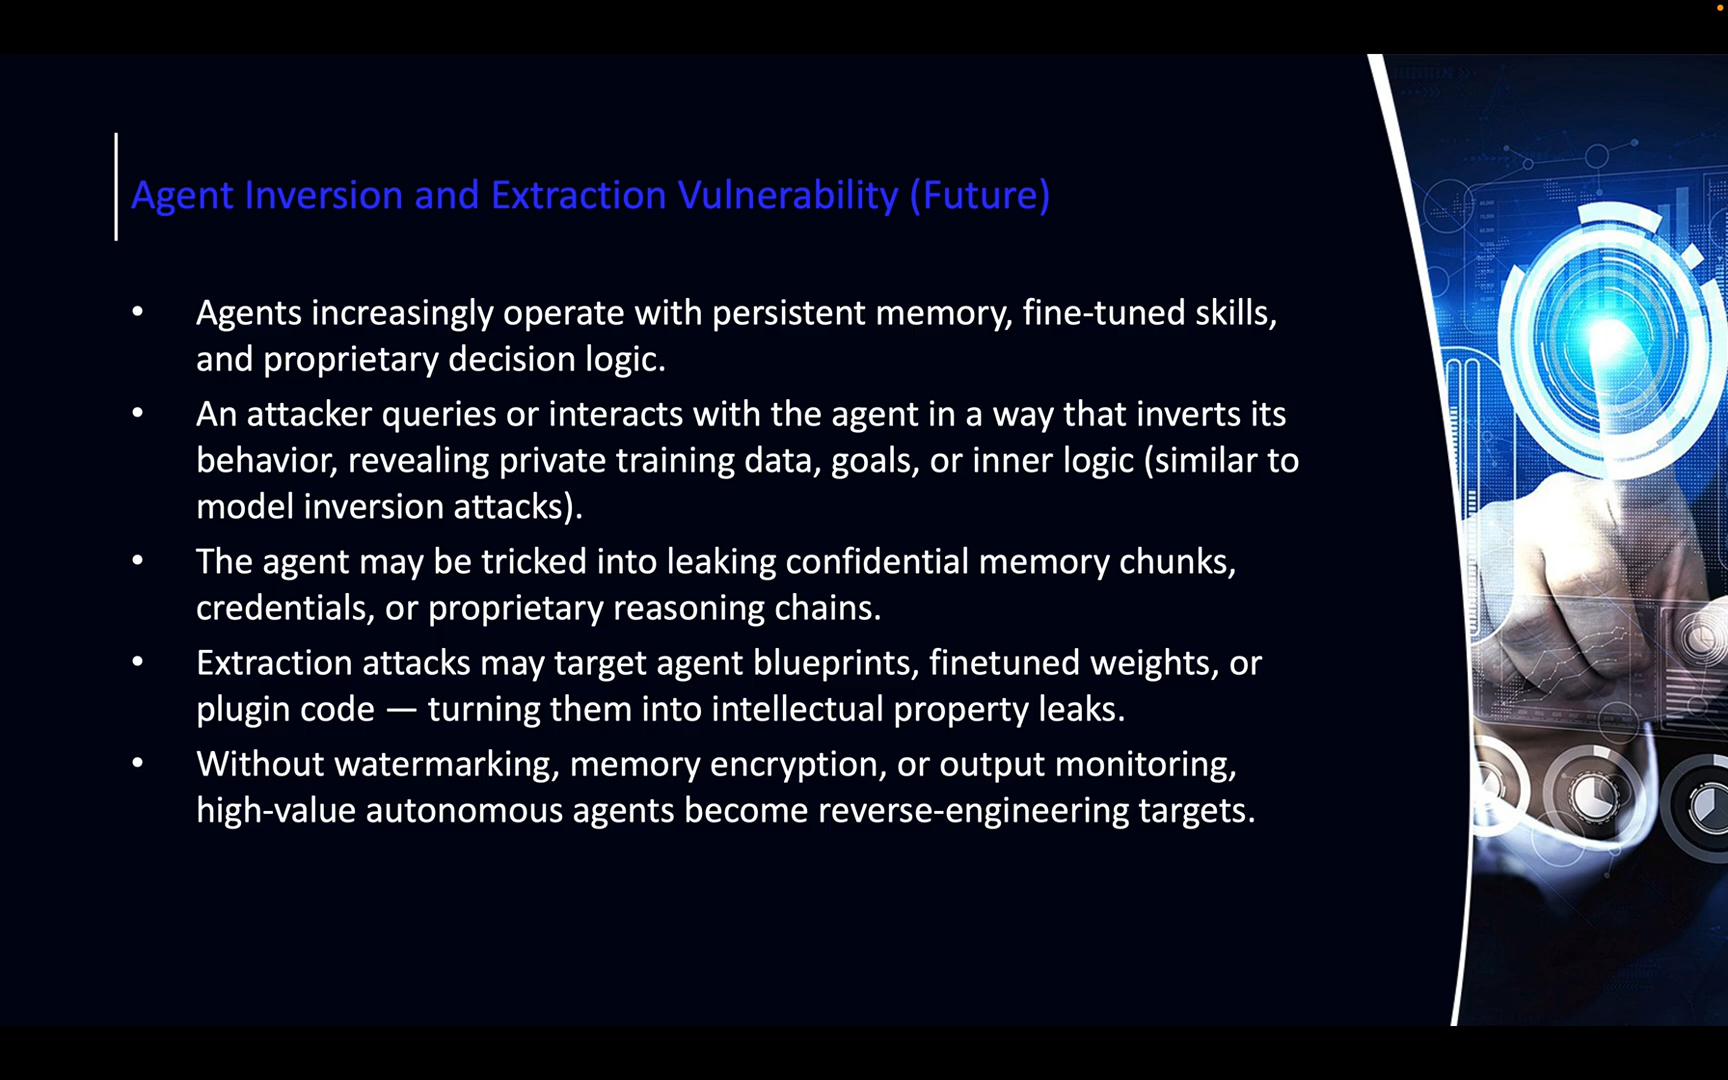 Agent Inversion and Extraction Vulnerability (Future)
• Agents increasingly operate with persistent memory, fine-tuned skills,
and proprietary decision logic.
• An attacker queries or interacts with the agent in a way that inverts its
behavior, revealing private training data, goals, or inner logic (similar to
model inversion attacks).
• The agent may be tricked into leaking confidential memory chunks,
credentials, or proprietary reasoning chains.
• Extraction attacks may target agent blueprints, finetuned weights, or
plugin code — turning them into intellectual property leaks.
• Without watermarking, memory encryption, or output monitoring,
high-value autonomous agents become reverse-engineering targets.